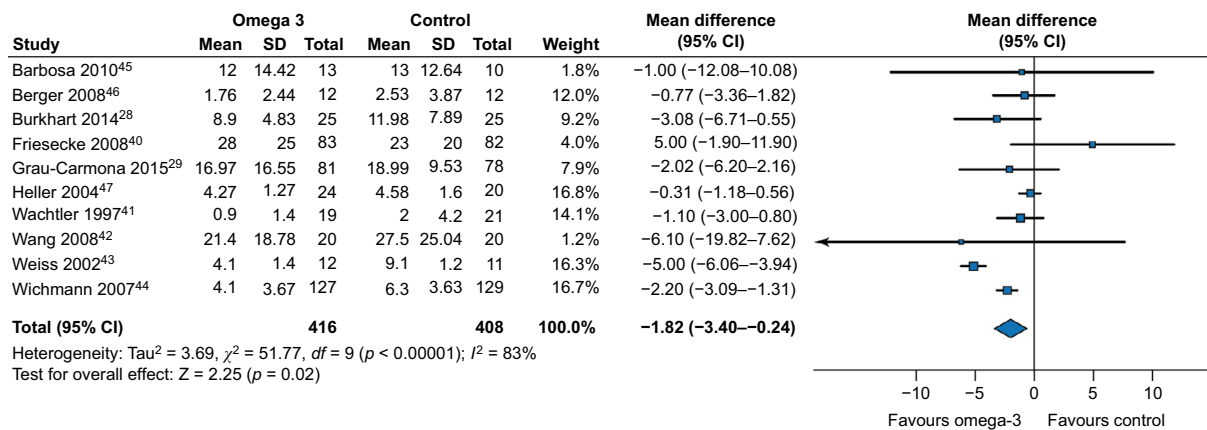 Omega 3 Control Mean difference Mean difference
Study Mean SD Total Mean SD Total Weight (95% CI) (95% CI)
Barbosa 2010⁴⁵ 12 14.42 13 13 12.64 10 1.8% −1.00 (−12.08–10.08)
Berger 2008⁴⁶ 1.76 2.44 12 2.53 3.87 12 12.0% −0.77 (−3.36–1.82)
Burkhart 2014²⁸ 8.9 4.83 25 11.98 7.89 25 9.2% −3.08 (−6.71–0.55)
Friesecke 2008⁴⁰ 28 25 83 23 20 82 4.0% 5.00 (−1.90–11.90)
Grau-Carmona 2015²⁹ 16.97 16.55 81 18.99 9.53 78 7.9% −2.02 (−6.20–2.16)
Heller 2004⁴⁷ 4.27 1.27 24 4.58 1.6 20 16.8% −0.31 (−1.18–0.56)
Wachtler 1997⁴¹ 0.9 1.4 19 2 4.2 21 14.1% −1.10 (−3.00–0.80)
Wang 2008⁴² 21.4 18.78 20 27.5 25.04 20 1.2% −6.10 (−19.82–7.62)
Weiss 2002⁴³ 4.1 1.4 12 9.1 1.2 11 16.3% −5.00 (−6.06–3.94)
Wichmann 2007⁴⁴ 4.1 3.67 127 6.3 3.63 129 16.7% −2.20 (−3.09–1.31)
Total (95% CI) 416 408 100.0% −1.82 (−3.40–−0.24)
Heterogeneity: Tau² = 3.69, χ² = 51.77, df = 9 (p < 0.00001); I² = 83%
Test for overall effect: Z = 2.25 (p = 0.02)
−10 −5 0 5 10
Favours omega-3 Favours control